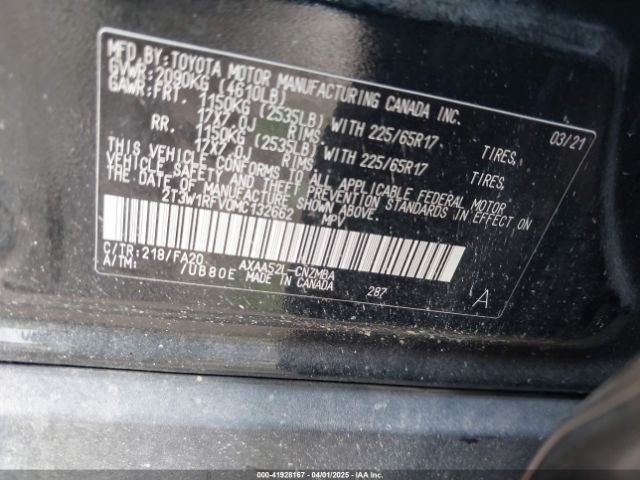 MFD.BY:TOYOTA MOTOR MANUFACTURING CANADA INC.
GVWR:2090KG (4610LB) 03/21
GAWR:FRT. 1150KG (2535LB) WITH 225/65R17 TIRES,
17X7.0J RIMS
RR. 1150KG (2535LB) WITH 225/65R17 TIRES,
17X7.0J RIMS
THIS VEHICLE CONFORMS TO ALL APPLICABLE FEDERAL MOTOR
VEHICLE SAFETY AND THEFT PREVENTION STANDARDS IN EFFECT
ON THE DATE OF MANUFACTURE SHOWN ABOVE.
2T3W1RFV0MC132662 MPV
C/TR:218/FA20 AXAA52L-CNZMBA
A/TM: /UB80E MADE IN CANADA 287 A
000-41928167 04/01/2025 IAAI.COM